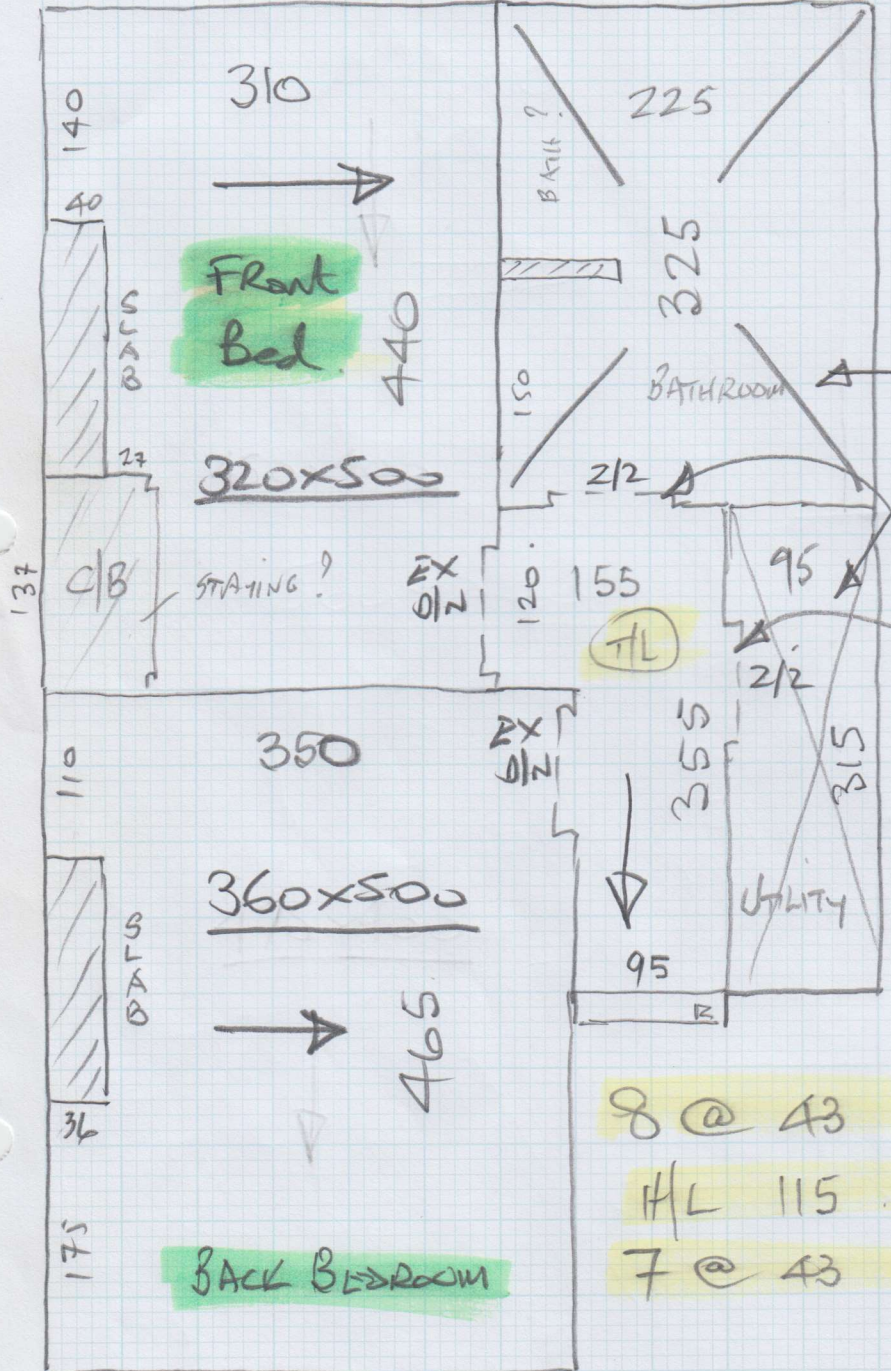 310
225
140
BATH?
40
325
SLAB
Front
Bed.
440
150
BATHROOM
27
320x500
2/2
137
C/B
STAYING?
EX
D/N
120.
155
95
T/L
2/2
110
350
EX
D/N
355
315
360x500
UTILITY
SLAB
95
R
465
36
8 @ 43
H/L 115
175
BACK BEDROOM
7 @ 43